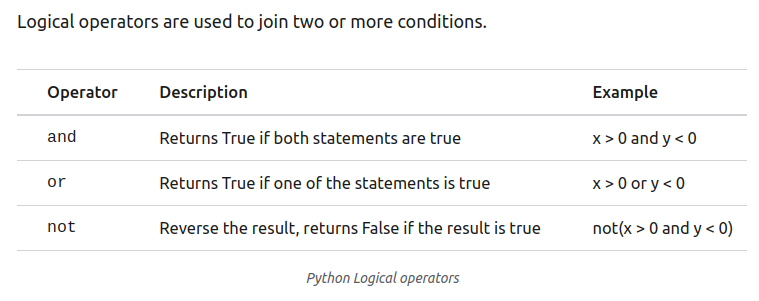 Logical operators are used to join two or more conditions.
Operator Description Example
and Returns True if both statements are true x > 0 and y < 0
or Returns True if one of the statements is true x > 0 or y < 0
not Reverse the result, returns False if the result is true not(x > 0 and y < 0)
Python Logical operators